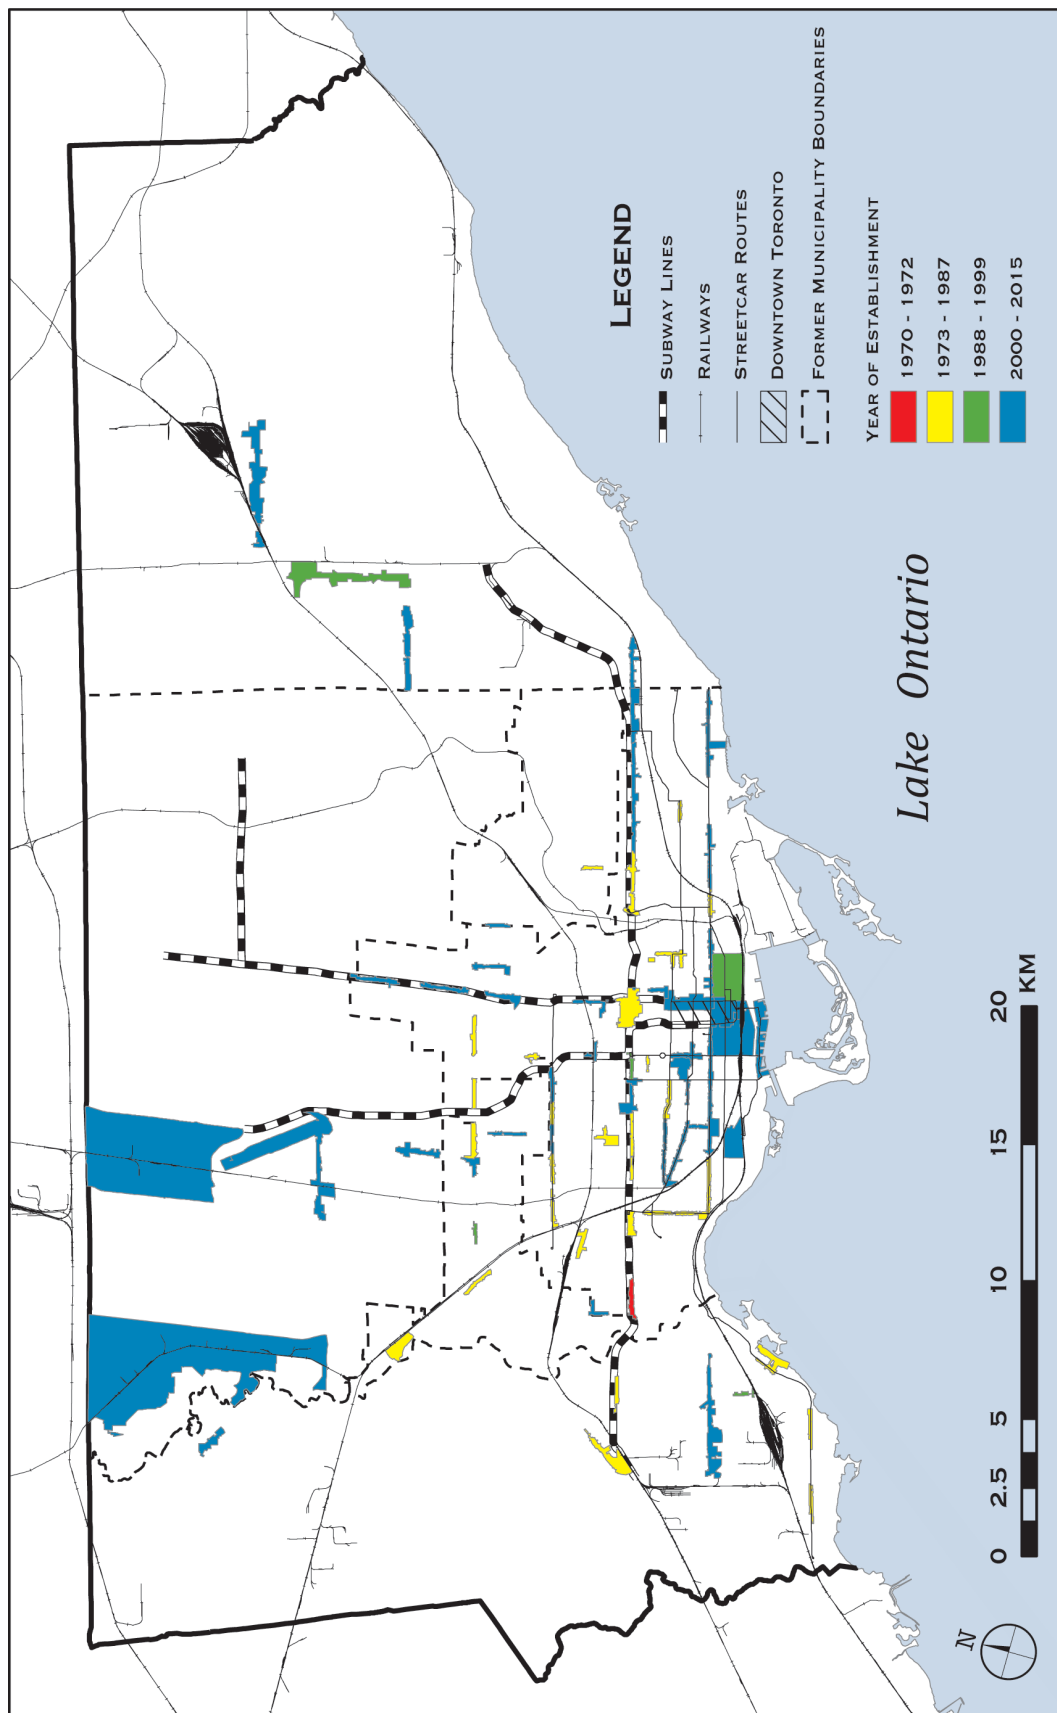 LEGEND
SUBWAY LINES
RAILWAYS
STREETCAR ROUTES
DOWNTOWN TORONTO
FORMER MUNICIPALITY BOUNDARIES
YEAR OF ESTABLISHMENT
1970 - 1972
1973 - 1987
1988 - 1999
2000 - 2015
Lake Ontario
N
0 2.5 5 10 15 20
KM